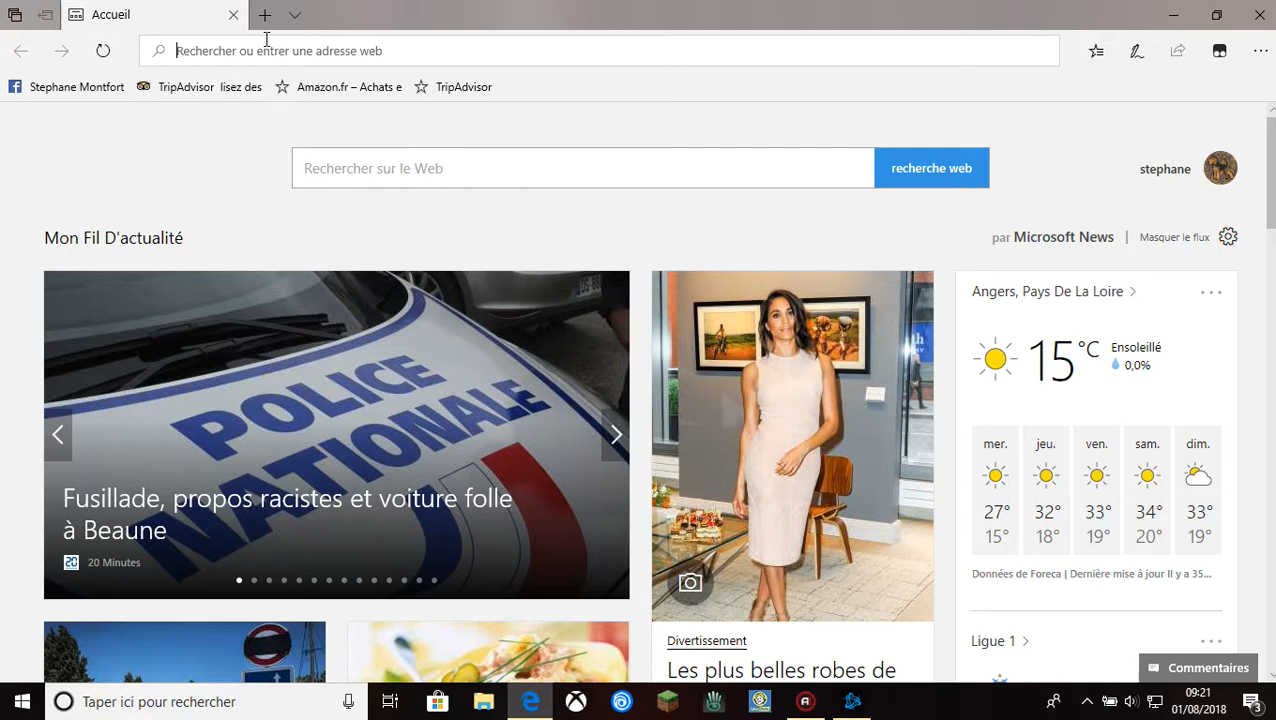 Accueil
Rechercher ou entrer une adresse web
Stephane Montfort
TripAdvisor lisez des
Amazon.fr – Achats e
TripAdvisor
Rechercher sur le Web
recherche web
stephane
Mon Fil D'actualité
par Microsoft News | Masquer le flux
POLICE
NATIONALE
Fusillade, propos racistes et voiture folle
à Beaune
20 20 Minutes
Divertissement
Les plus belles robes de
Angers, Pays De La Loire
15 °C
Ensoleillé
0,0%
mer. jeu. ven. sam. dim.
27° 32° 33° 34° 33°
15° 18° 19° 20° 19°
Données de Foreca | Dernière mise à jour Il y a 35...
Ligue 1
Commentaires
Taper ici pour rechercher
09:21
01/08/2018
3